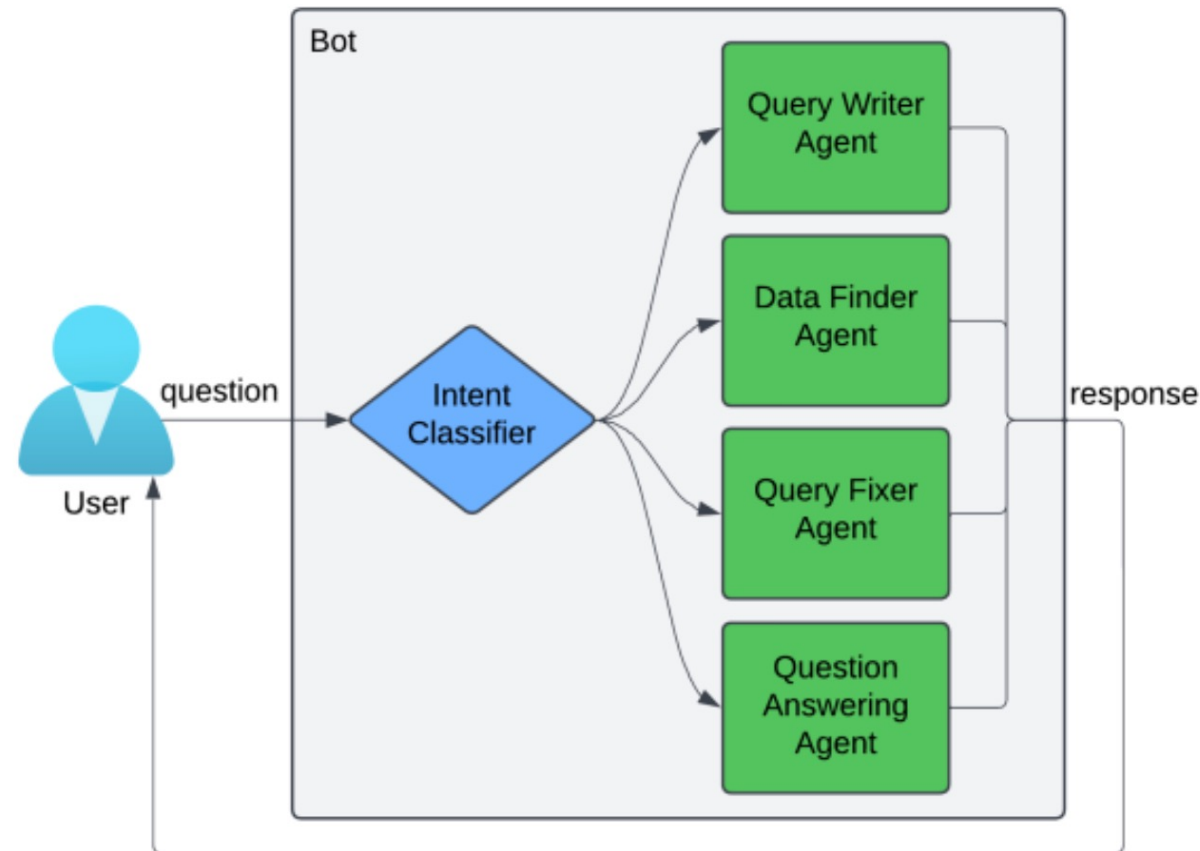 Bot
Query Writer
Agent
Data Finder
Agent
question
Intent
Classifier
response
User
Query Fixer
Agent
Question
Answering
Agent